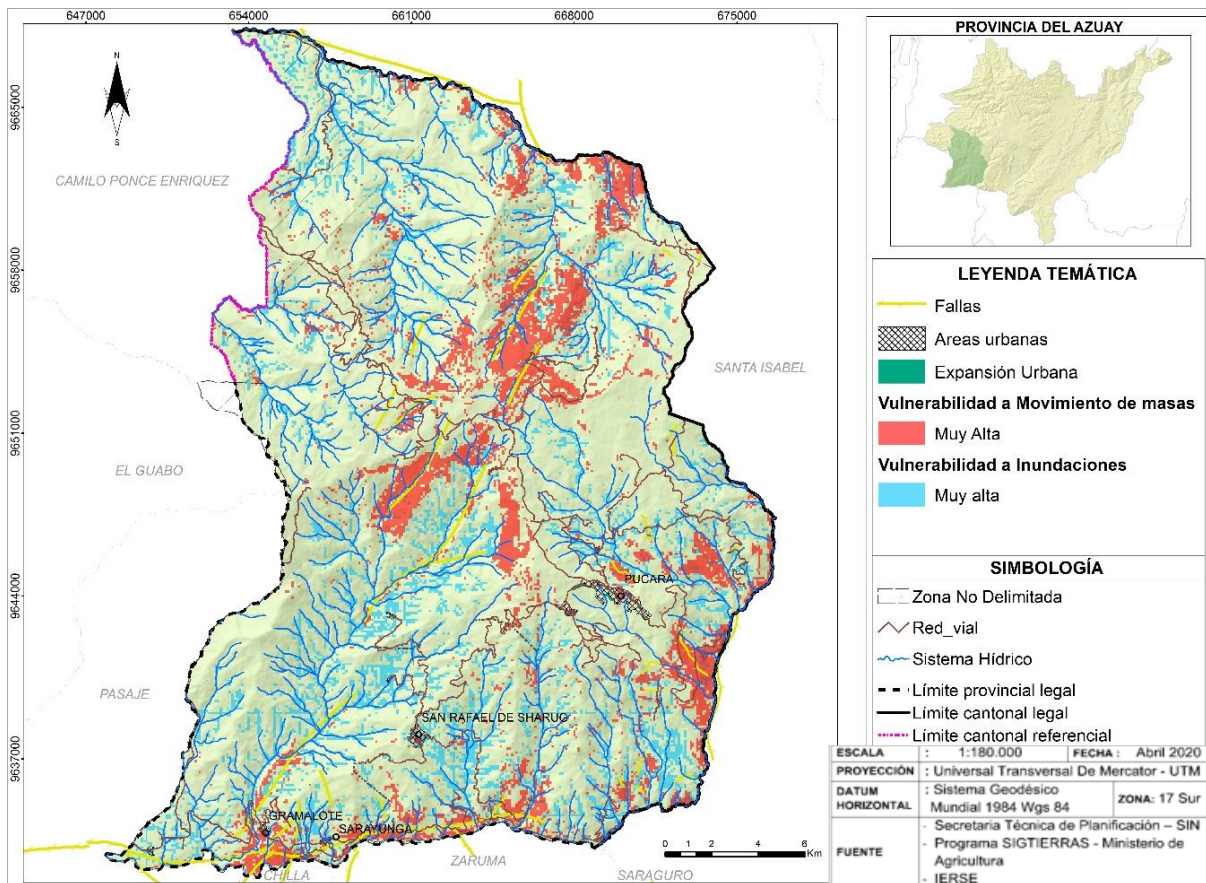 647000 654000 661000 668000 675000
N
S
9665000
9658000
9651000
9644000
9637000
CAMILO PONCE ENRIQUEZ
SANTA ISABEL
EL GUABO
PASAJE
PUCARA
SAN RAFAEL DE SHARUG
GRAMALOTE
SARAYUNGA
CHILLA
ZARUMA
SARAGURO
0 1 2 4 6
Km
PROVINCIA DEL AZUAY
LEYENDA TEMÁTICA
Fallas
Areas urbanas
Expansión Urbana
Vulnerabilidad a Movimiento de masas
Muy Alta
Vulnerabilidad a Inundaciones
Muy alta
SIMBOLOGÍA
Zona No Delimitada
Red_vial
Sistema Hídrico
Límite provincial legal
Límite cantonal legal
Límite cantonal referencial
ESCALA : 1:180.000 FECHA : Abril 2020
PROYECCIÓN : Universal Transversal De Mercator - UTM
DATUM HORIZONTAL : Sistema Geodésico
Mundial 1984 Wgs 84 ZONA: 17 Sur
FUENTE
- Secretaria Técnica de Planificación – SIN
- Programa SIGTIERRAS - Ministerio de
Agricultura
- IERSE